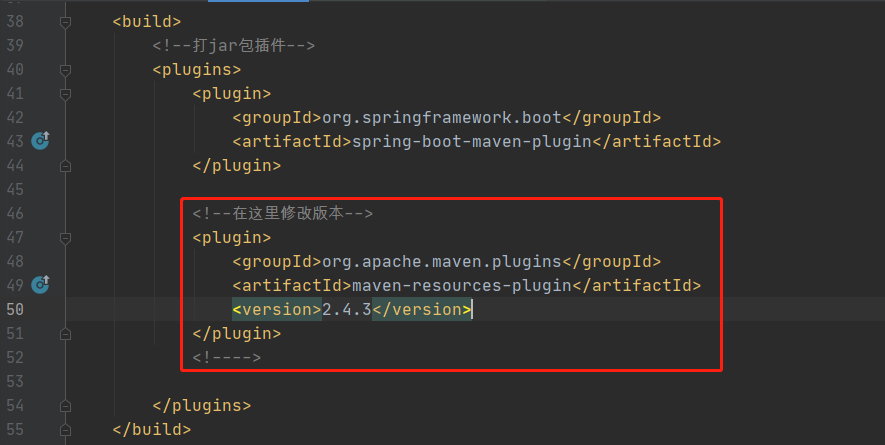 38 <build>
39 <!--打jar包插件-->
40 <plugins>
41 <plugin>
42 <groupId>org.springframework.boot</groupId>
43 <artifactId>spring-boot-maven-plugin</artifactId>
44 </plugin>
45
46 <!--在这里修改版本-->
47 <plugin>
48 <groupId>org.apache.maven.plugins</groupId>
49 <artifactId>maven-resources-plugin</artifactId>
50 <version>2.4.3</version>
51 </plugin>
52 <!---->
53
54 </plugins>
55 </build>